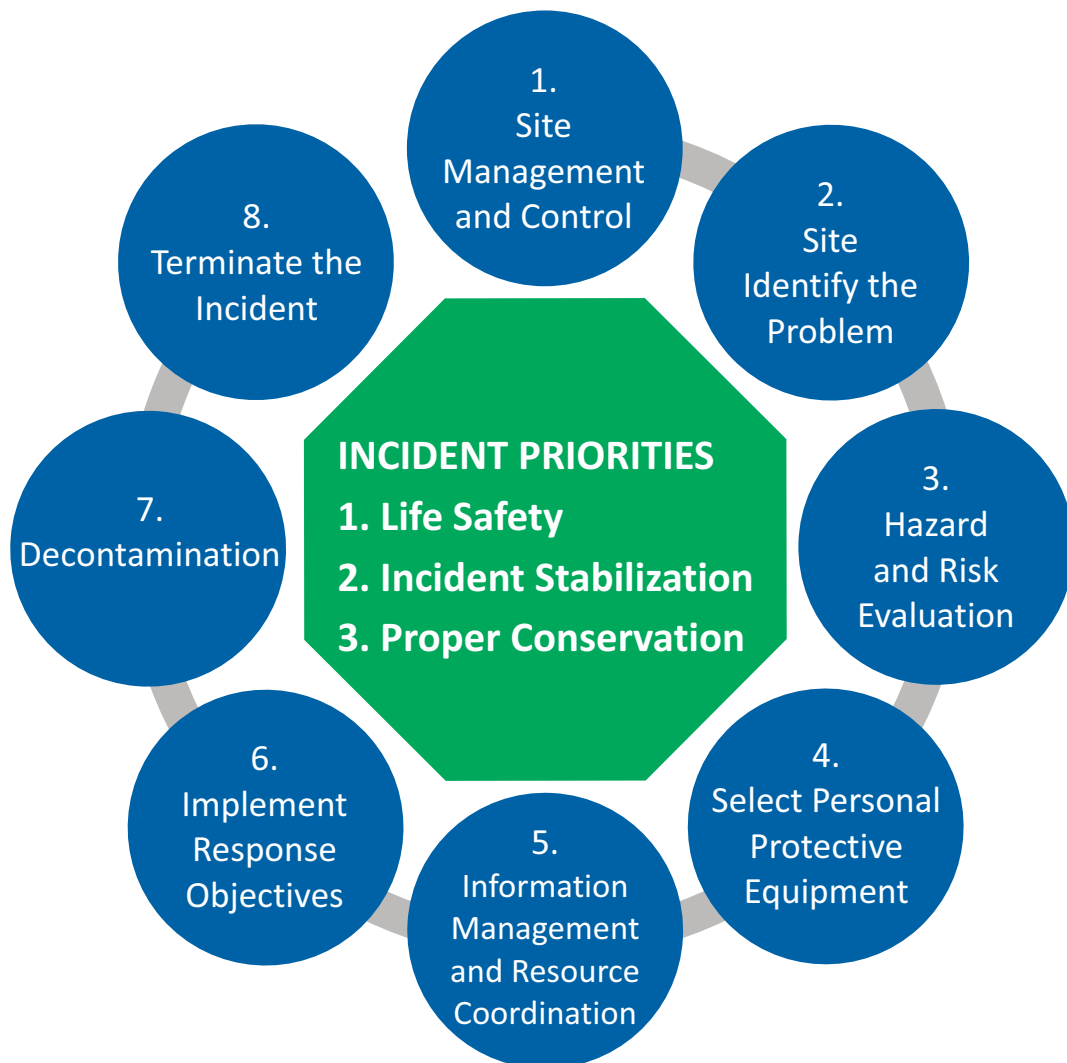 1.
Site
Management
and Control
2.
Site
Identify the
Problem
3.
Hazard
and Risk
Evaluation
4.
Select Personal
Protective
Equipment
5.
Information
Management
and Resource
Coordination
6.
Implement
Response
Objectives
7.
Decontamination
8.
Terminate the
Incident
INCIDENT PRIORITIES
1. Life Safety
2. Incident Stabilization
3. Proper Conservation